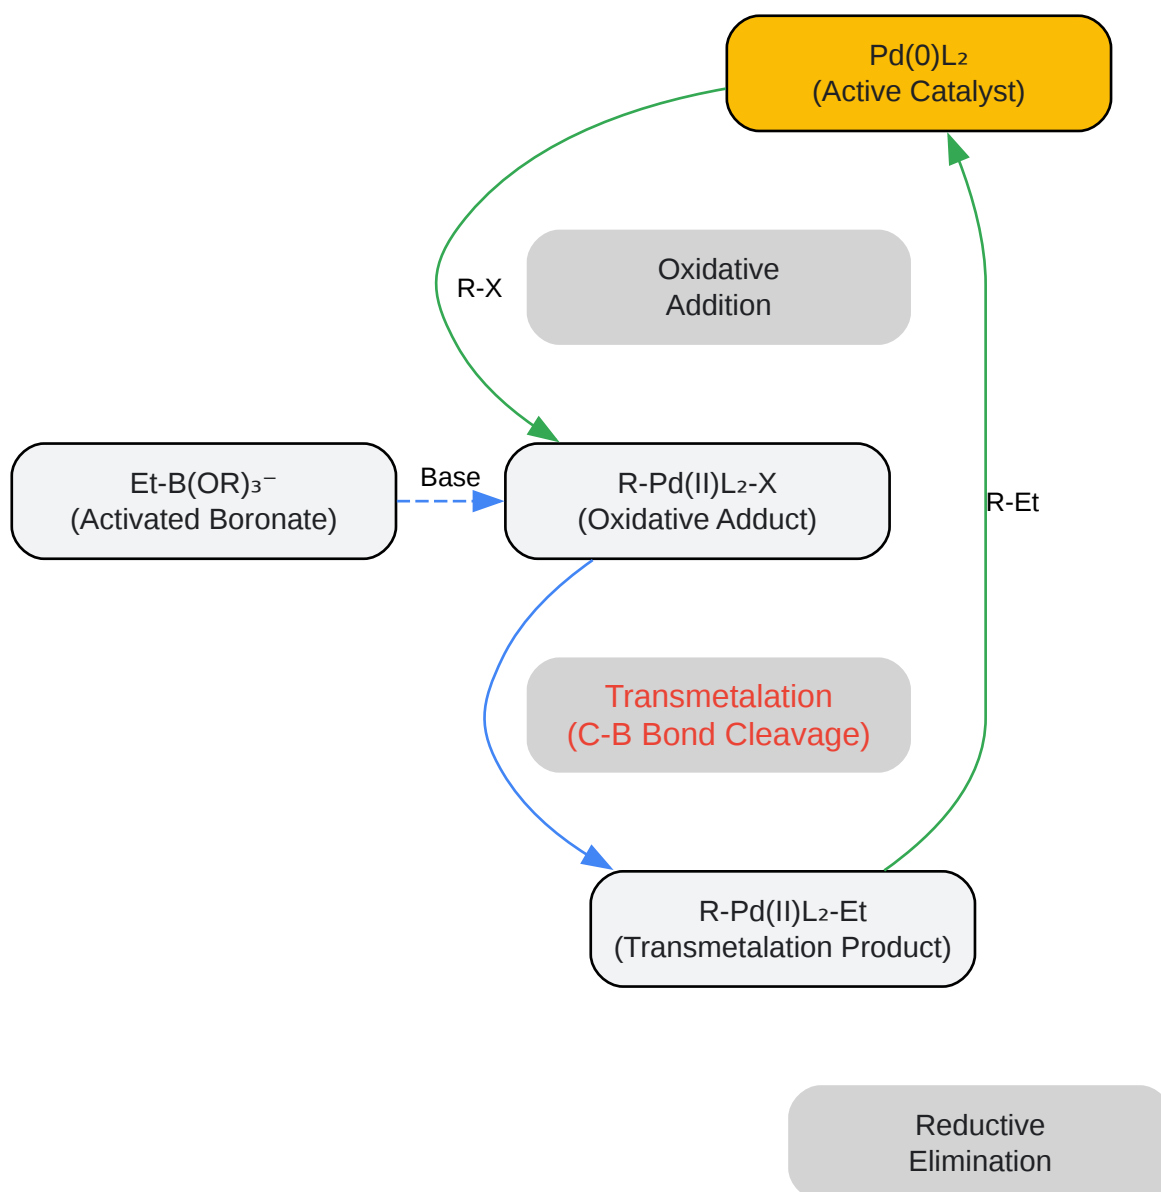 Pd(0)L₂
(Active Catalyst)
Oxidative
Addition
R-X
Et-B(OR)₃⁻
(Activated Boronate)
Base
R-Pd(II)L₂-X
(Oxidative Adduct)
R-Et
Transmetalation
(C-B Bond Cleavage)
R-Pd(II)L₂-Et
(Transmetalation Product)
Reductive
Elimination